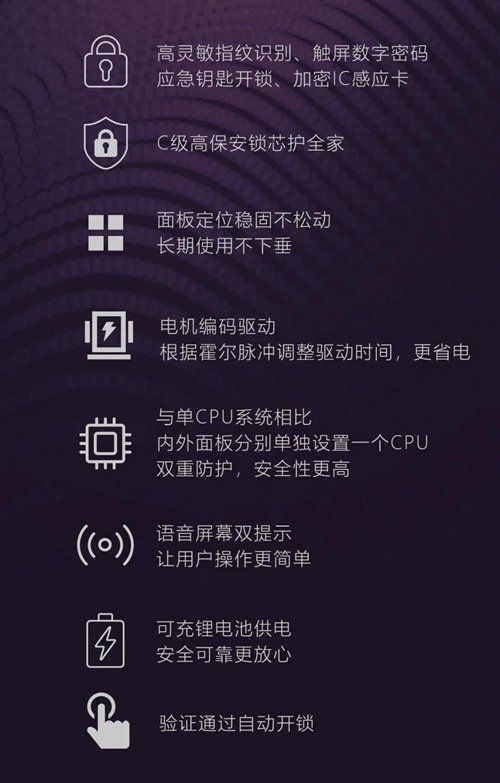 高灵敏指纹识别、触屏数字密码
应急钥匙开锁、加密IC感应卡
C级高保安锁芯护全家
面板定位稳固不松动
长期使用不下垂
电机编码驱动
根据霍尔脉冲调整驱动时间，更省电
与单CPU系统相比
内外面板分别单独设置一个CPU
双重防护，安全性更高
语音屏幕双提示
让用户操作更简单
可充锂电池供电
安全可靠更放心
验证通过自动开锁